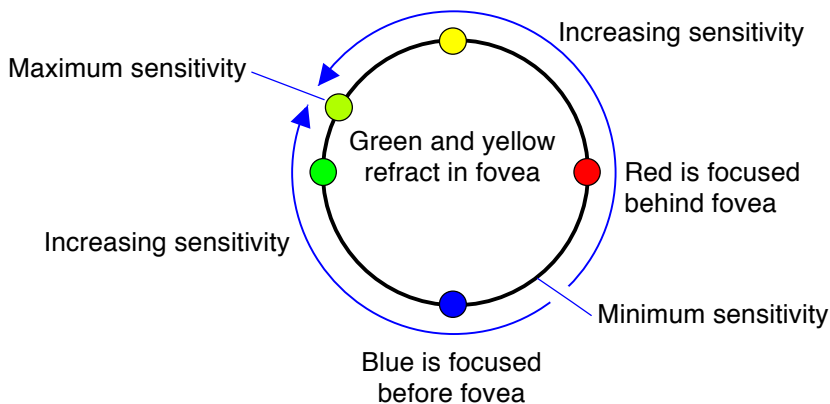 Increasing sensitivity
Maximum sensitivity
Green and yellow
refract in fovea
Red is focused
behind fovea
Increasing sensitivity
Minimum sensitivity
Blue is focused
before fovea